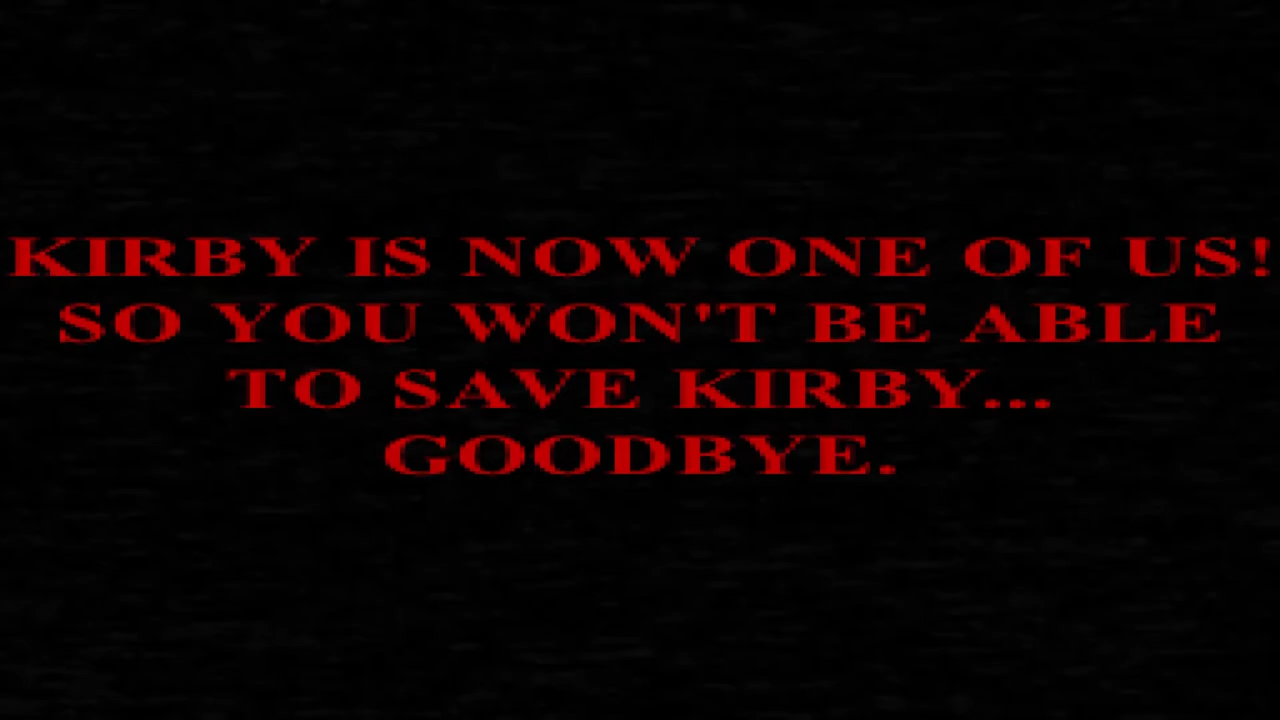 KIRBY IS NOW ONE OF US!
SO YOU WON'T BE ABLE
TO SAVE KIRBY...
GOODBYE.